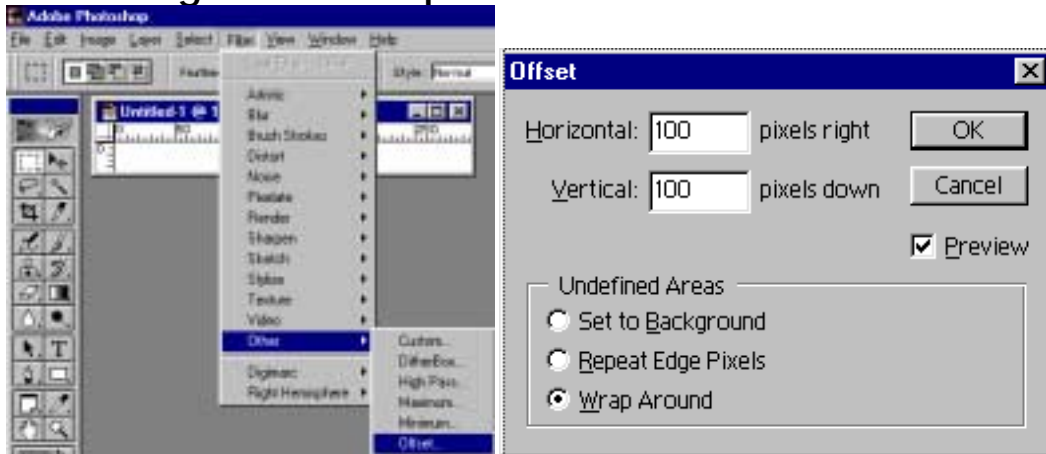 Adobe Photoshop
File Edit Image Layer Select Filter View Window Help
Style: Normal
Untitled-1 @ 1
Artistic
Blur
Brush Strokes
Distort
Noise
Pixelate
Render
Sharpen
Sketch
Stylize
Texture
Video
Other
Digimarc
Right Hemisphere
Custom...
DitherBox...
High Pass...
Maximum...
Minimum...
Offset...
Offset
Horizontal: 100 pixels right
OK
Vertical: 100 pixels down
Cancel
Preview
Undefined Areas
Set to Background
Repeat Edge Pixels
Wrap Around